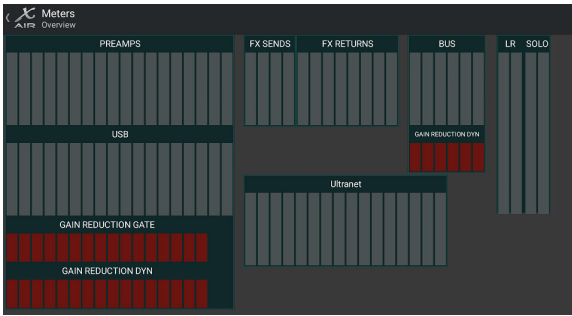 Meters
X AIR Overview
PREAMPS
FX SENDS FX RETURNS
BUS
LR SOLO
USB
GAIN REDUCTION DYN
Ultranet
GAIN REDUCTION GATE
GAIN REDUCTION DYN